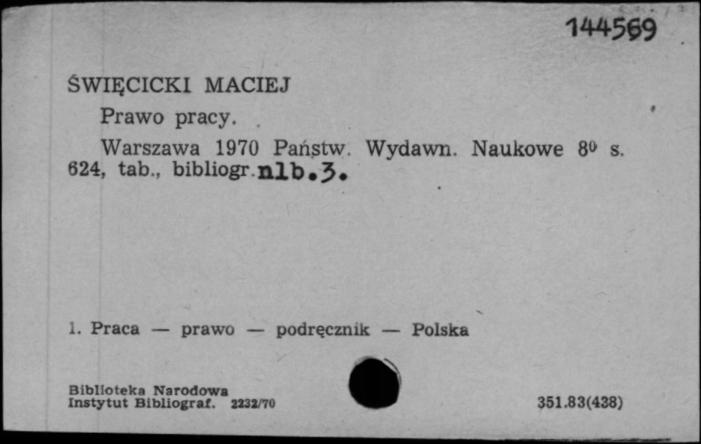 144569
ŚWIĘCICKI MACIEJ
Prawo pracy.
Warszawa 1970 Państw. Wydawn. Naukowe 8⁰ s.
624, tab., bibliogr. nlb.3.
1. Praca — prawo — podręcznik — Polska
Biblioteka Narodowa
Instytut Bibliograf. 2232/70
351.83(438)